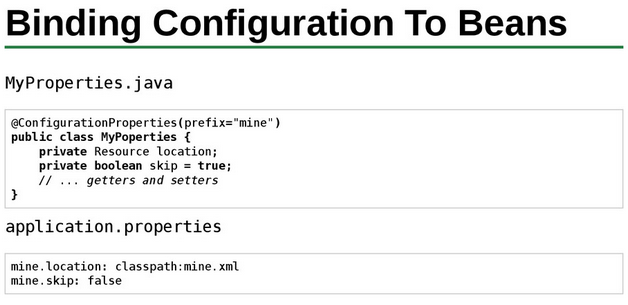 Binding Configuration To Beans
MyProperties.java
@ConfigurationProperties(prefix="mine")
public class MyPoperties {
private Resource location;
private boolean skip = true;
// ... getters and setters
}
application.properties
mine.location: classpath:mine.xml
mine.skip: false